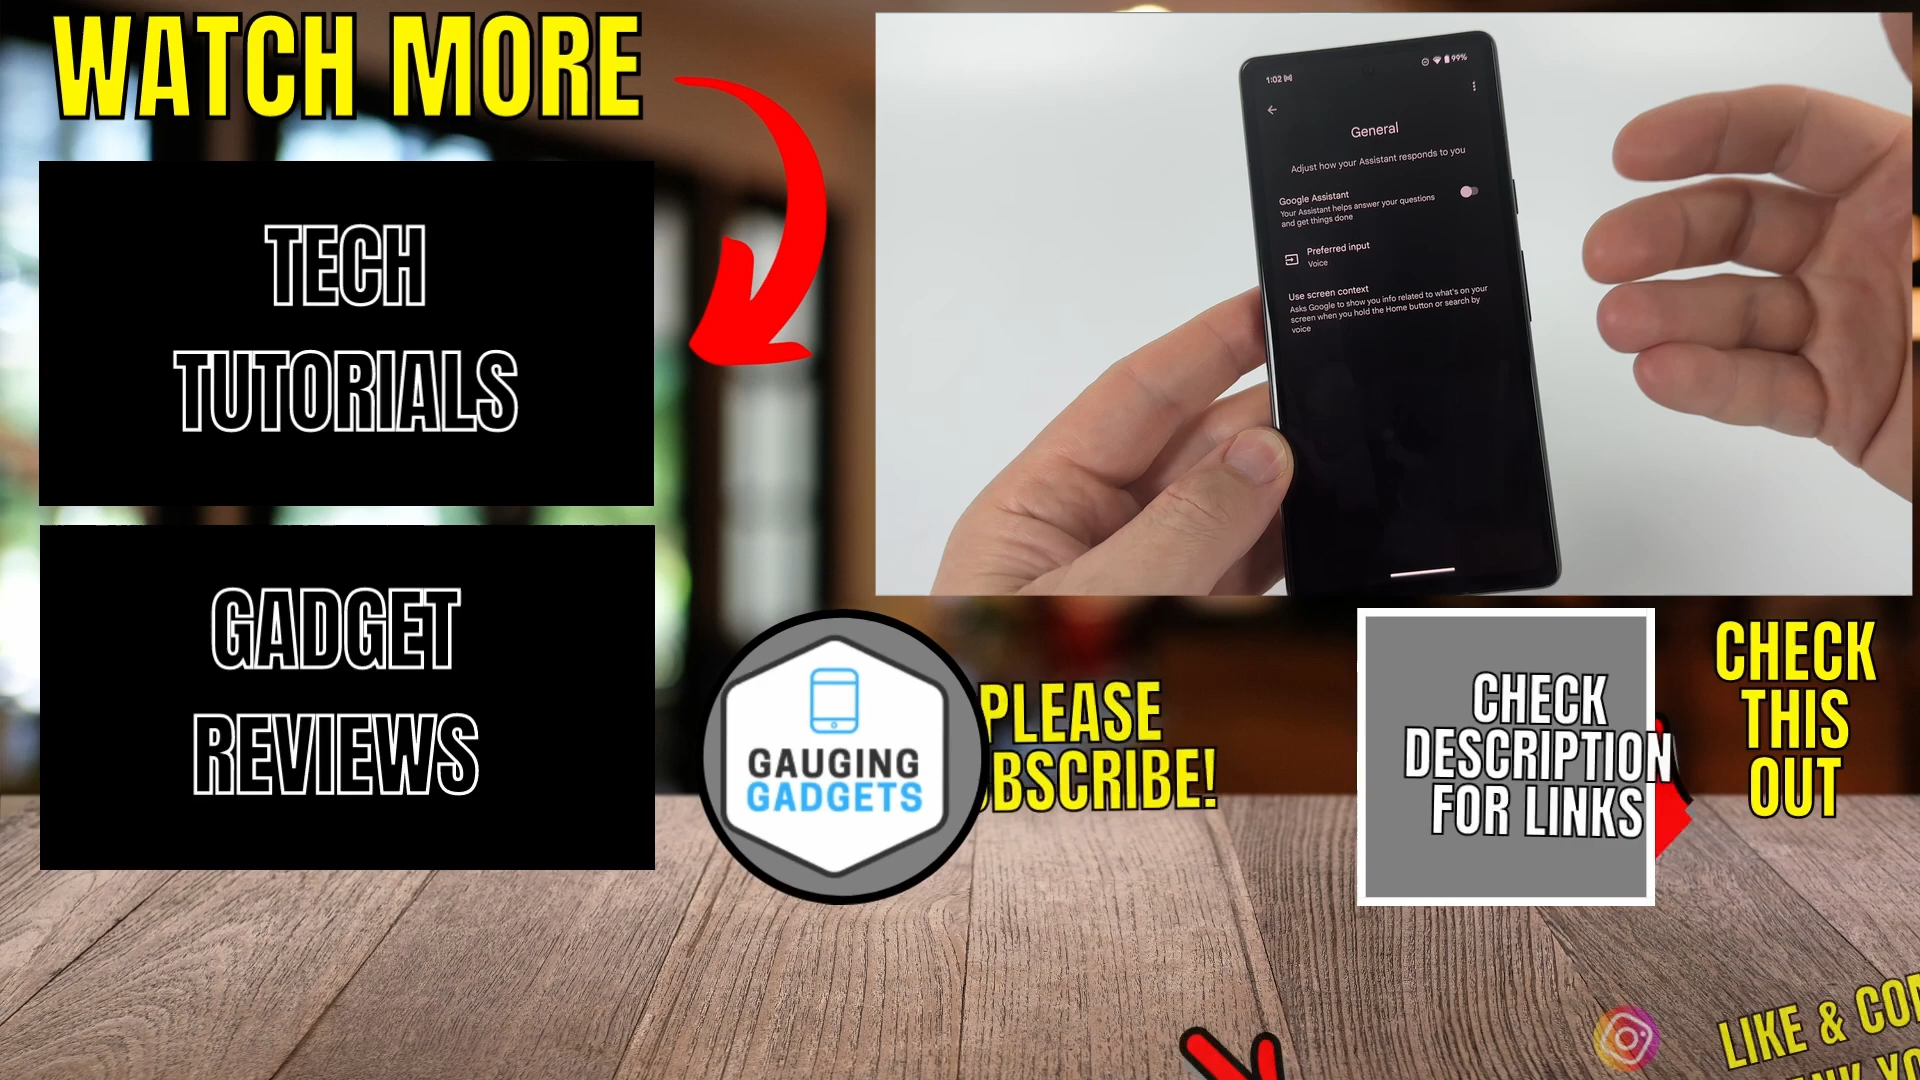 WATCH MORE
TECH
TUTORIALS
GADGET
REVIEWS
1:02
99%
General
Adjust how your Assistant responds to you
Google Assistant
Your Assistant helps answer your questions
and get things done
Preferred input
Voice
Use screen context
Asks Google to show you info related to what's on your
screen when you hold the Home button or search by
voice
GAUGING
GADGETS
PLEASE
BSCRIBE!
CHECK
DESCRIPTION
FOR LINKS
CHECK
THIS
OUT
LIKE &